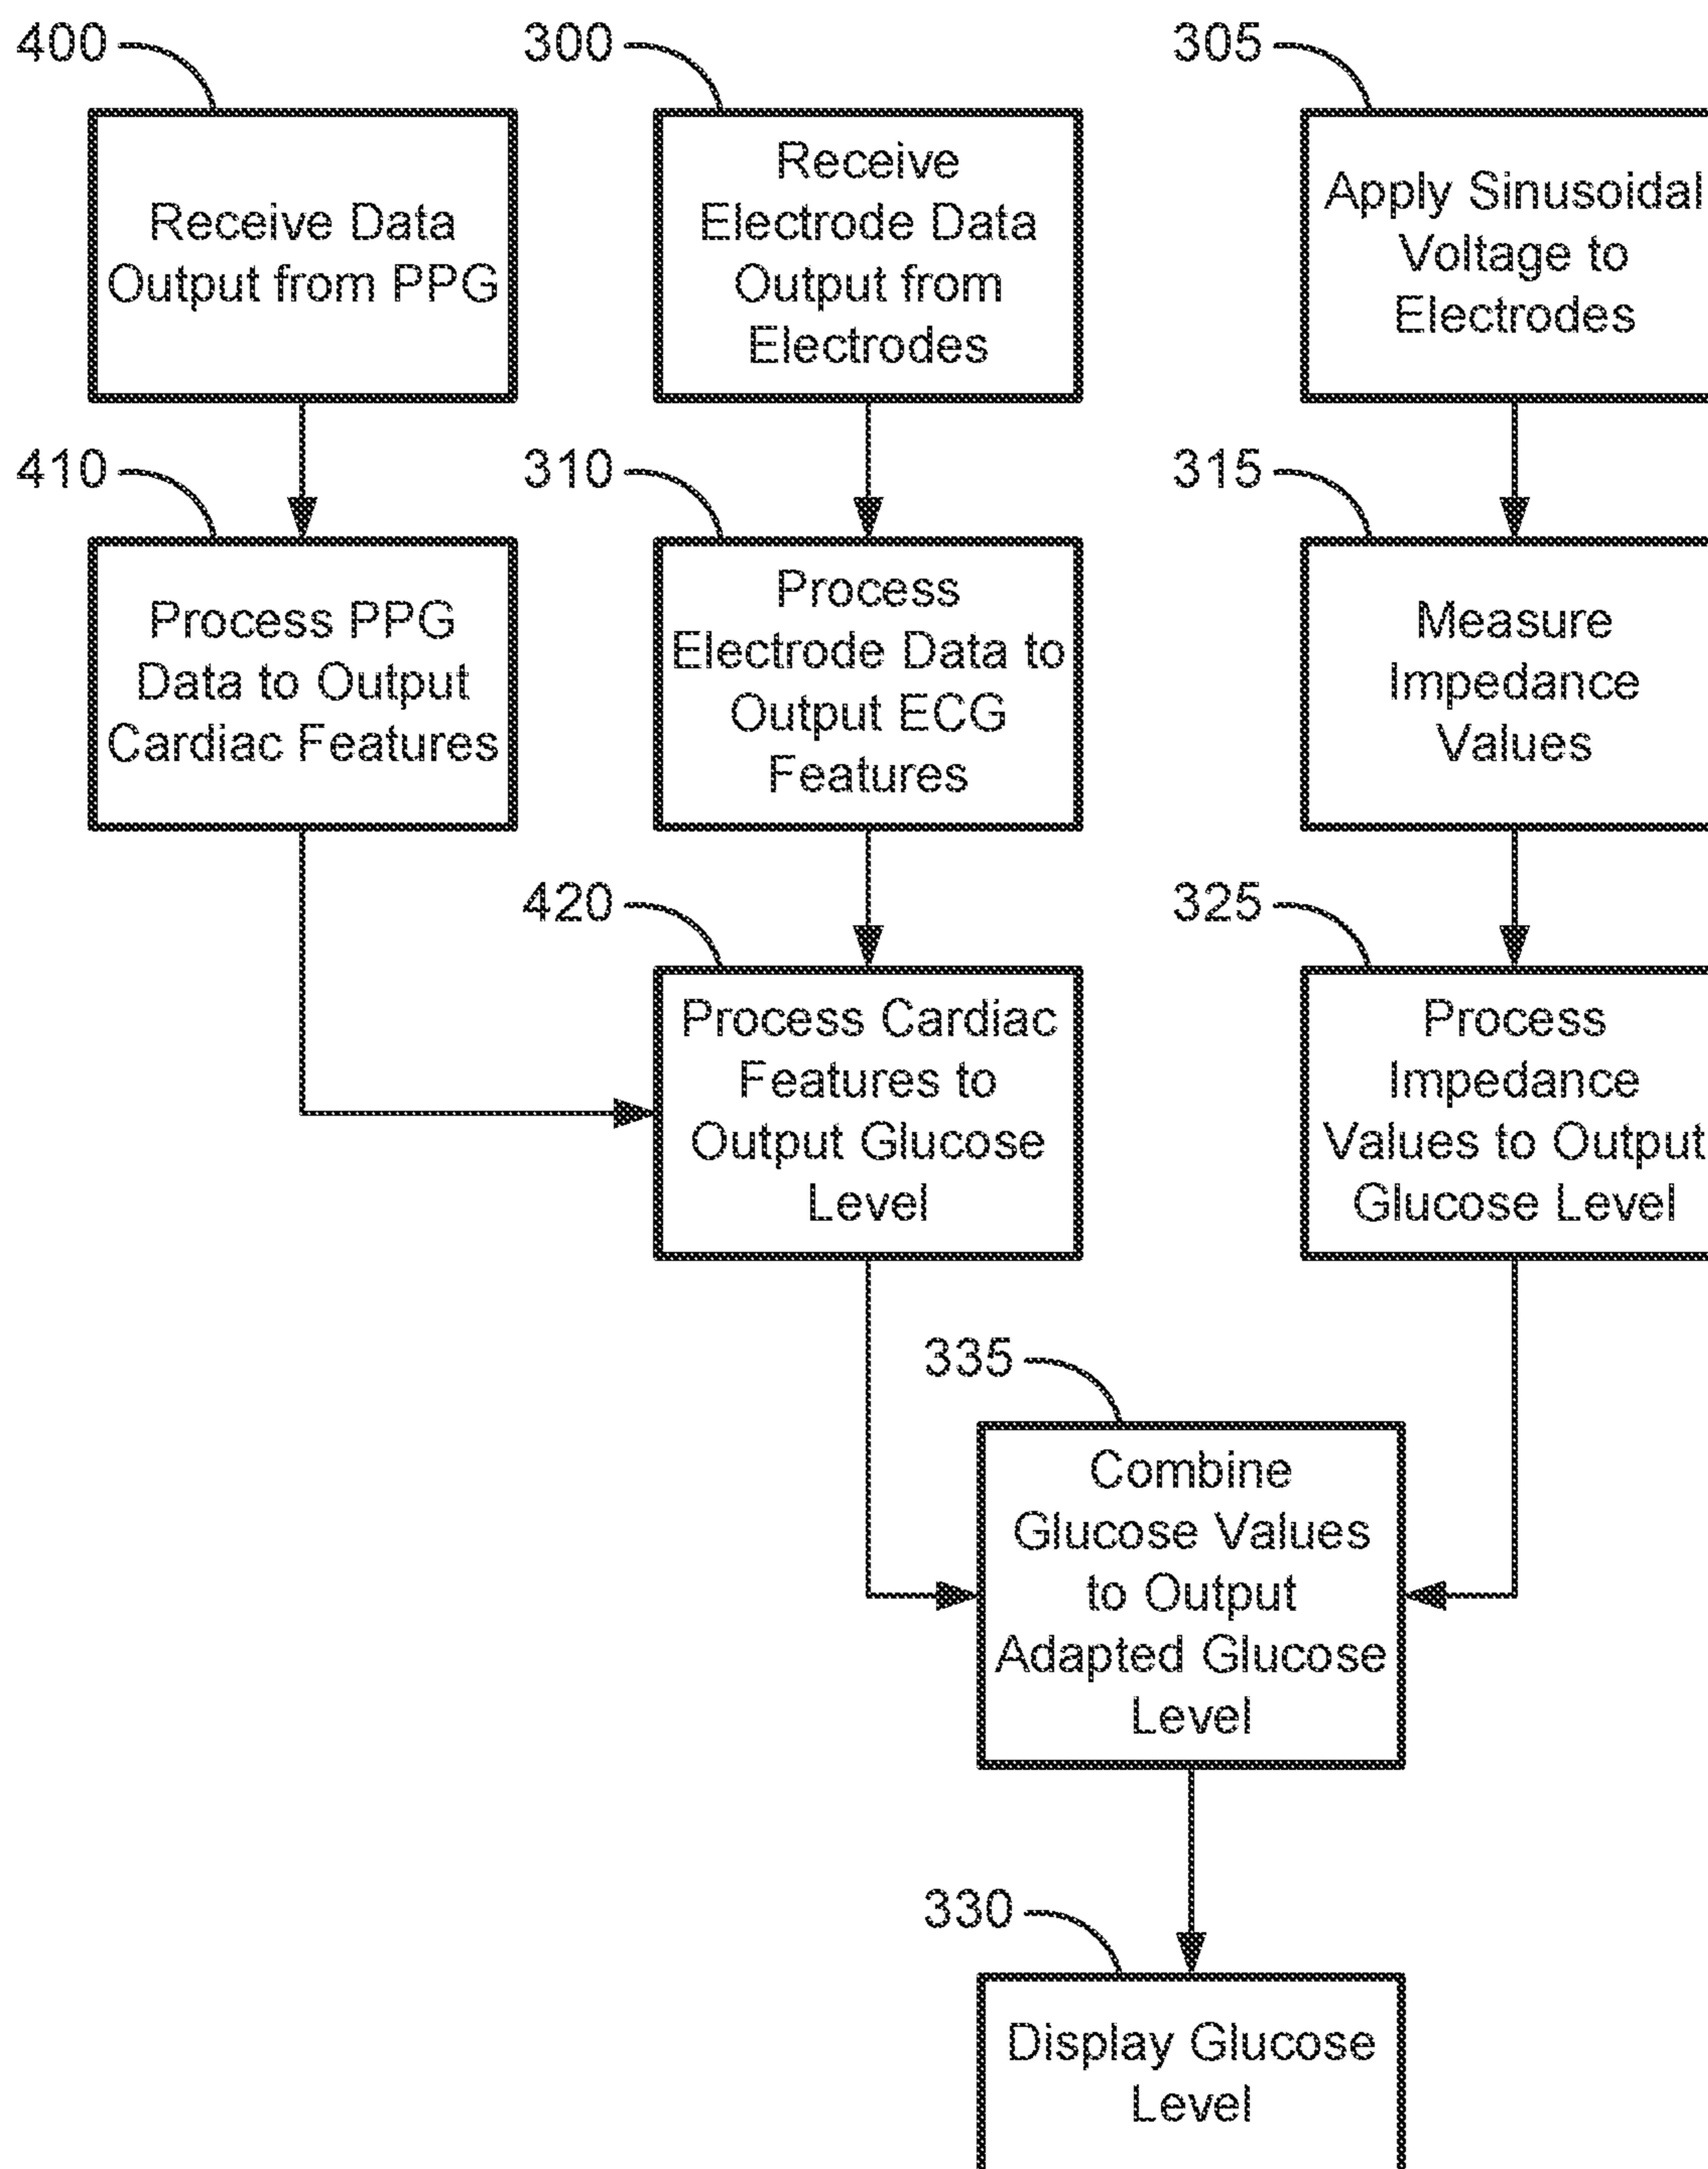 400
Receive Data
Output from PPG
300
Receive
Electrode Data
Output from
Electrodes
305
Apply Sinusoidal
Voltage to
Electrodes
410
Process PPG
Data to Output
Cardiac Features
310
Process
Electrode Data to
Output ECG
Features
315
Measure
Impedance
Values
420
Process Cardiac
Features to
Output Glucose
Level
325
Process
Impedance
Values to Output
Glucose Level
335
Combine
Glucose Values
to Output
Adapted Glucose
Level
330
Display Glucose
Level